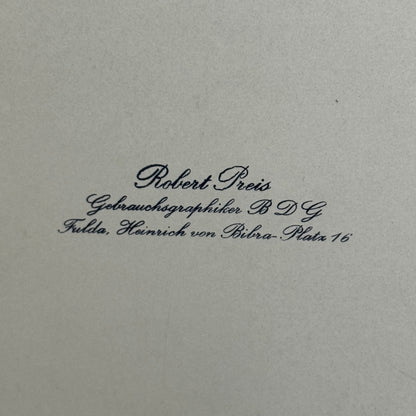 Robert Preis
Gebrauchsgraphiker B D G
Fulda, Heinrich von Bibra-Platz 16